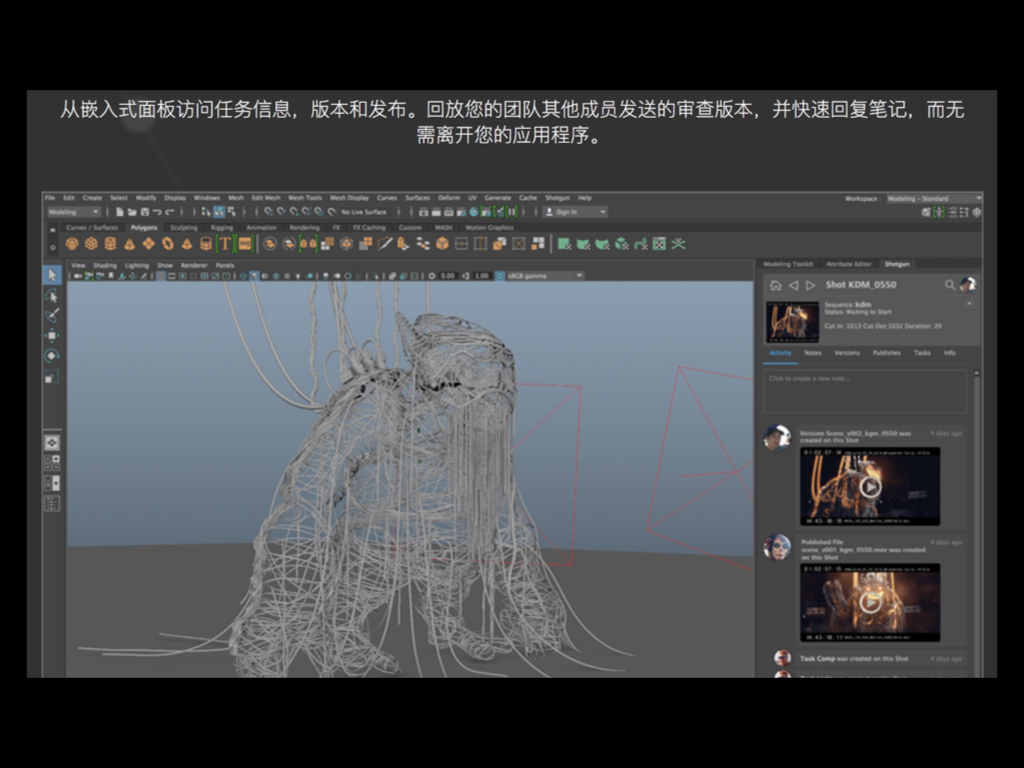 从嵌入式面板访问任务信息，版本和发布。回放您的团队其他成员发送的审查版本，并快速回复笔记，而无
需离开您的应用程序。
File Edit Create Select Modify Display Windows Mesh Edit Mesh Mesh Tools Mesh Display Curves Surfaces Deform UV Generate Cache Shotgun Help
Workspace : Modeling - Standard
Modeling No Live Surface Sign In
Curves / Surfaces Polygons Sculpting Rigging Animation Rendering FX FX Caching Custom MASH Motion Graphics
View Shading Lighting Show Renderer Panels
0.00 1.00 sRGB gamma
Modeling Toolkit Attribute Editor Shotgun
Shot KDM_0550
Sequence: kdm
Status: Waiting to Start
Cut In: 1013 Cut Out:1032 Duration: 20
Activity Notes Versions Publishes Tasks Info
Click to create a new note...
Version: Scene_v002_kgm_0550 was
created on this Shot
4 days ago
Published File
scene_v001_kgm_0550.mov was created
on this Shot
4 days ago
Task Comp was created on this Shot
4 days ago